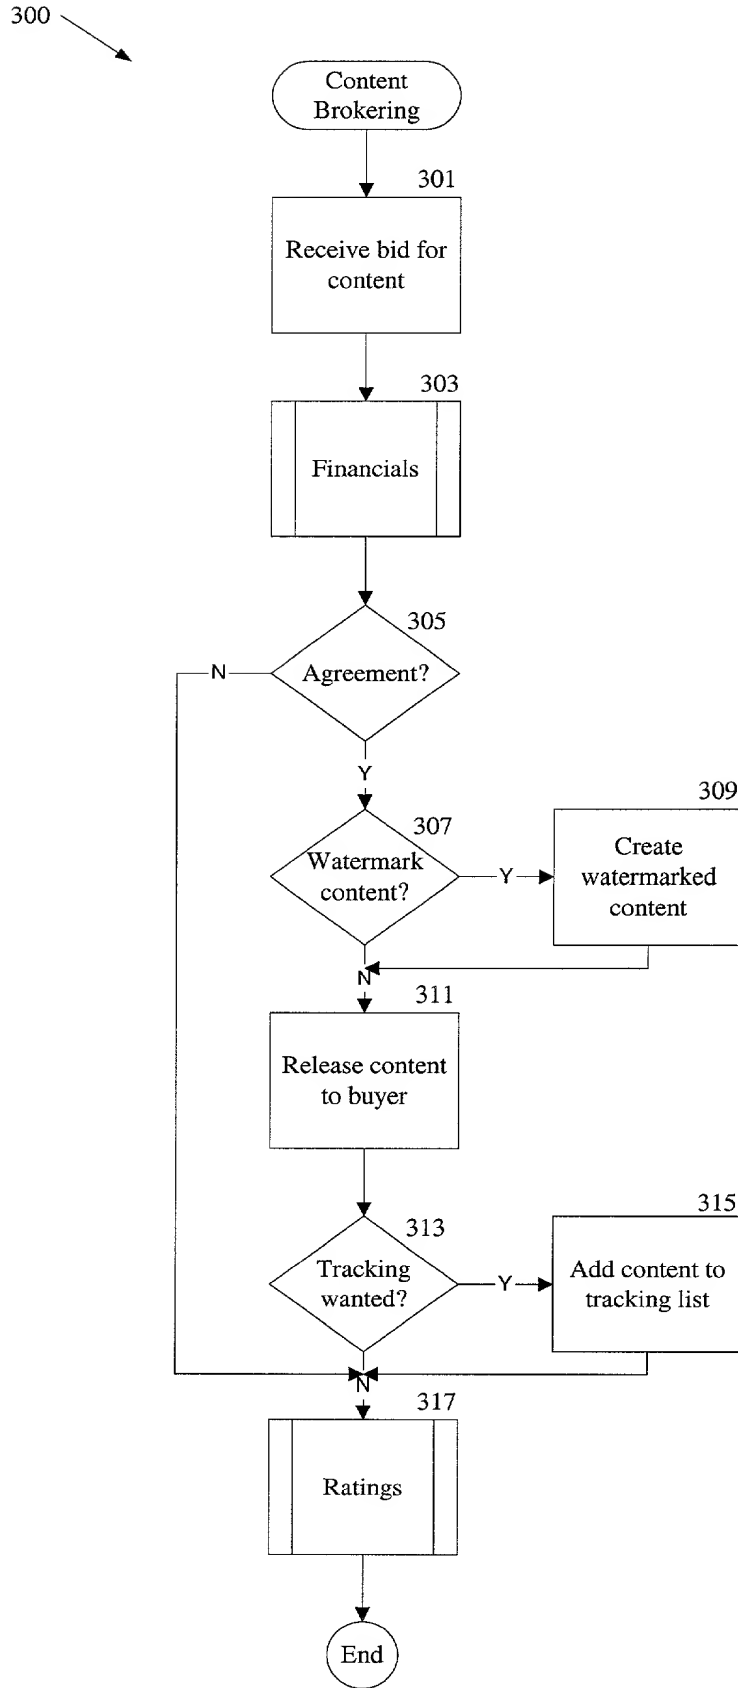 300
Content
Brokering
301
Receive bid for
content
303
Financials
305
Agreement?
N
Y
307
Watermark
content?
Y
309
Create
watermarked
content
N
311
Release content
to buyer
313
Tracking
wanted?
Y
315
Add content to
tracking list
N
317
Ratings
End